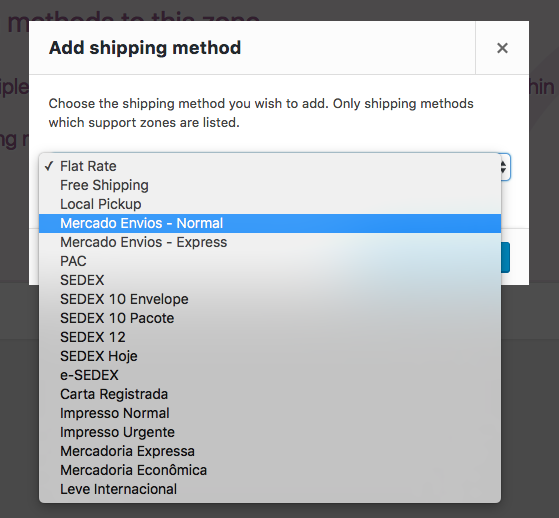 methods to this zone
Add shipping method
×
iple
hin
Choose the shipping method you wish to add. Only shipping methods
which support zones are listed.
ng r
✓ Flat Rate
Free Shipping
Local Pickup
Mercado Envios - Normal
Mercado Envios - Express
PAC
SEDEX
SEDEX 10 Envelope
SEDEX 10 Pacote
SEDEX 12
SEDEX Hoje
e-SEDEX
Carta Registrada
Impresso Normal
Impresso Urgente
Mercadoria Expressa
Mercadoria Econômica
Leve Internacional